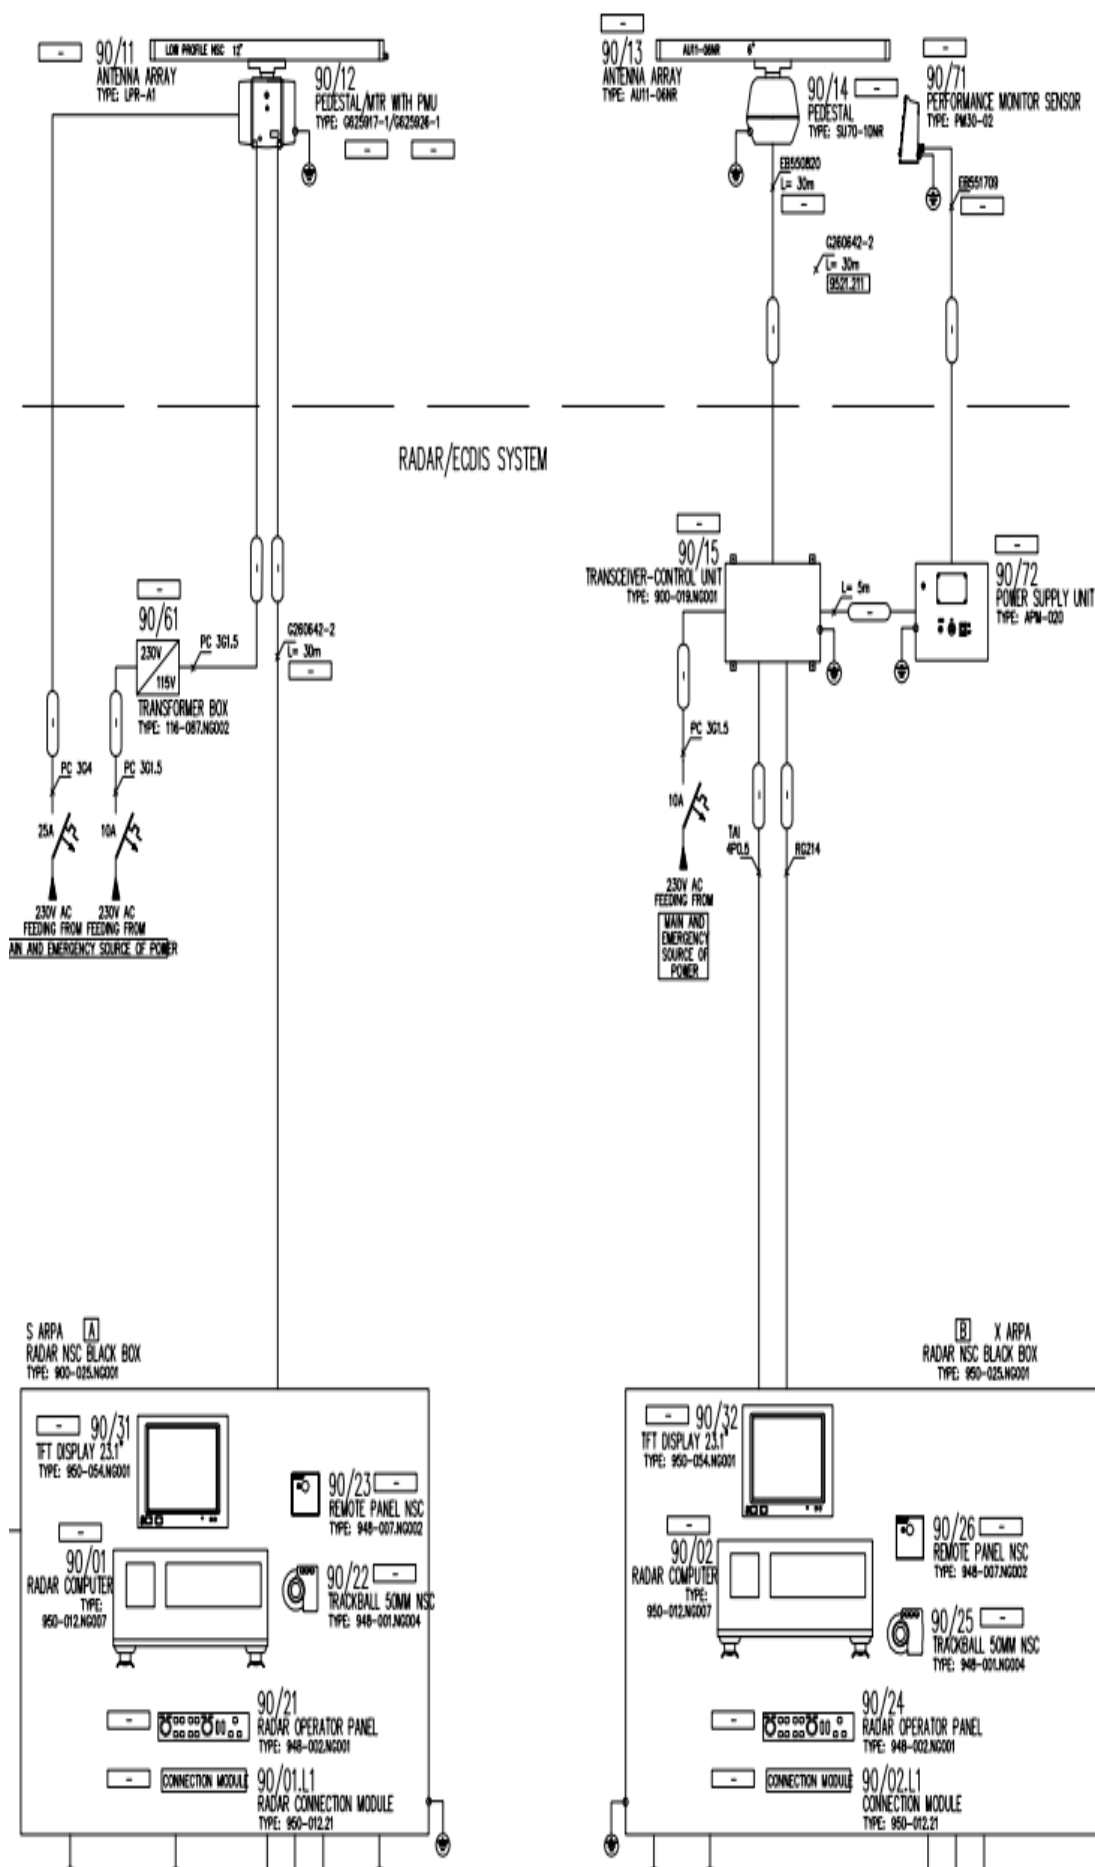 90/11
ANTENNA ARRAY
TYPE: LPR-A1
LOW PROFILE NSC 12"
90/12
PEDESTAL/MTR WITH PMU
TYPE: G625917-1/G625926-1
90/13
ANTENNA ARRAY
TYPE: AU11-06NR
AU11-06NR 6"
90/14
PEDESTAL
TYPE: SU70-10NR
90/71
PERFORMANCE MONITOR SENSOR
TYPE: PM30-02
EB550820
L= 30m
EB551709
G260642-2
L= 30m
9521.211
RADAR/ECDIS SYSTEM
90/15
TRANSCEIVER-CONTROL UNIT
TYPE: 900-019.NG001
L= 5m
90/72
POWER SUPPLY UNIT
TYPE: APM-020
90/61
230V
115V
TRANSFORMER BOX
TYPE: 116-087.NG002
PC 3G1.5
G260642-2
L= 30m
PC 3G4
PC 3G1.5
25A
10A
230V AC
FEEDING FROM
230V AC
FEEDING FROM
AIN AND EMERGENCY SOURCE OF POWER
PC 3G1.5
10A
230V AC
FEEDING FROM
MAIN AND
EMERGENCY
SOURCE OF
POWER
TAI
4P0.5
RG214
S ARPA A
RADAR NSC BLACK BOX
TYPE: 900-025.NG001
90/31
TFT DISPLAY 23.1"
TYPE: 950-054.NG001
90/23
REMOTE PANEL NSC
TYPE: 948-007.NG002
90/01
RADAR COMPUTER
TYPE:
950-012.NG007
90/22
TRACKBALL 50MM NSC
TYPE: 948-001.NG004
90/21
RADAR OPERATOR PANEL
TYPE: 948-002.NG001
CONNECTION MODULE
90/01.L1
RADAR CONNECTION MODULE
TYPE: 950-012.21
B X ARPA
RADAR NSC BLACK BOX
TYPE: 950-025.NG001
90/32
TFT DISPLAY 23.1"
TYPE: 950-054.NG001
90/26
REMOTE PANEL NSC
TYPE: 948-007.NG002
90/02
RADAR COMPUTER
TYPE:
950-012.NG007
90/25
TRACKBALL 50MM NSC
TYPE: 948-001.NG004
90/24
RADAR OPERATOR PANEL
TYPE: 948-002.NG001
CONNECTION MODULE
90/02.L1
CONNECTION MODULE
TYPE: 950-012.21